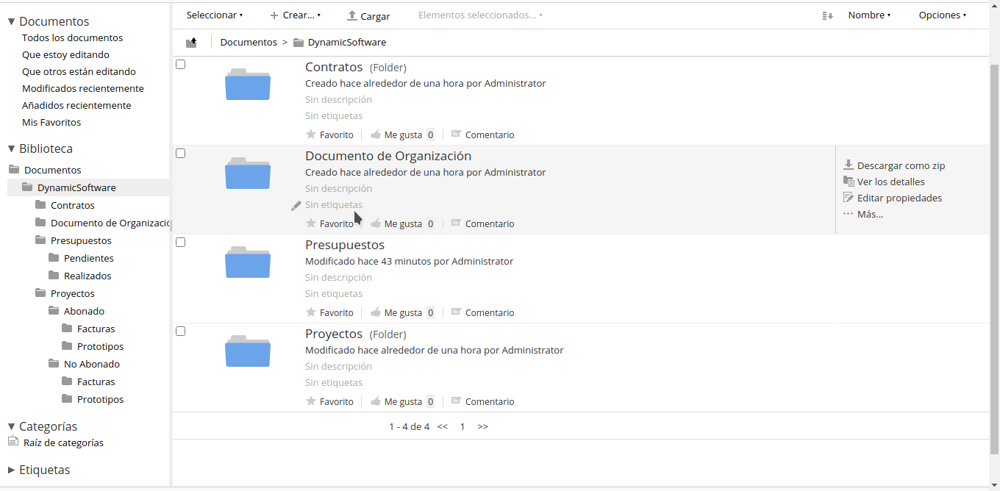 Documentos
Todos los documentos
Que estoy editando
Que otros están editando
Modificados recientemente
Añadidos recientemente
Mis Favoritos
Biblioteca
Documentos
DynamicSoftware
Contratos
Documento de Organizació
Presupuestos
Pendientes
Realizados
Proyectos
Abonado
Facturas
Prototipos
No Abonado
Facturas
Prototipos
Categorías
Raíz de categorías
Etiquetas
Seleccionar Crear... Cargar Elementos seleccionados... Nombre Opciones
Documentos > DynamicSoftware
Contratos (Folder)
Creado hace alrededor de una hora por Administrator
Sin descripción
Sin etiquetas
Favorito Me gusta 0 Comentario
Documento de Organización
Creado hace alrededor de una hora por Administrator
Sin descripción
Sin etiquetas
Favorito Me gusta 0 Comentario
Descargar como zip
Ver los detalles
Editar propiedades
Más...
Presupuestos
Modificado hace 43 minutos por Administrator
Sin descripción
Sin etiquetas
Favorito Me gusta 0 Comentario
Proyectos (Folder)
Modificado hace alrededor de una hora por Administrator
Sin descripción
Sin etiquetas
Favorito Me gusta 0 Comentario
1 - 4 de 4 << 1 >>